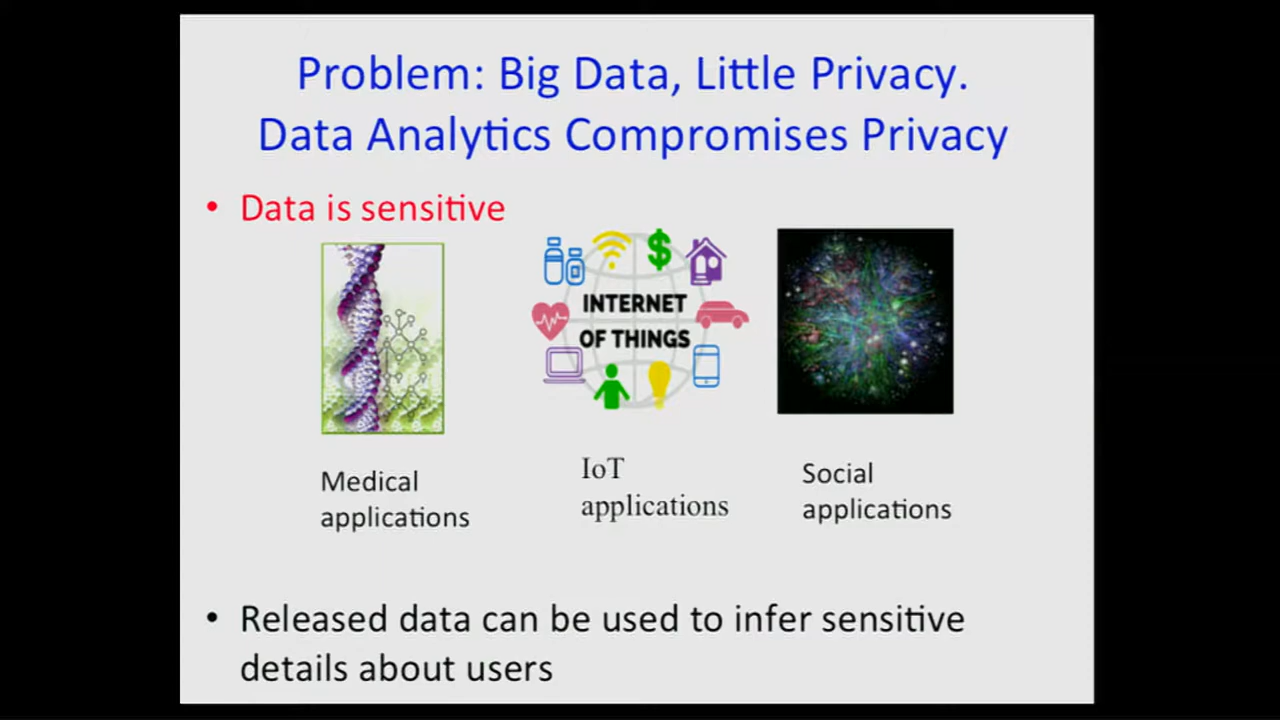 Problem: Big Data, Little Privacy.
Data Analytics Compromises Privacy
• Data is sensitive
INTERNET
OF THINGS
Medical
applications
IoT
applications
Social
applications
• Released data can be used to infer sensitive
details about users